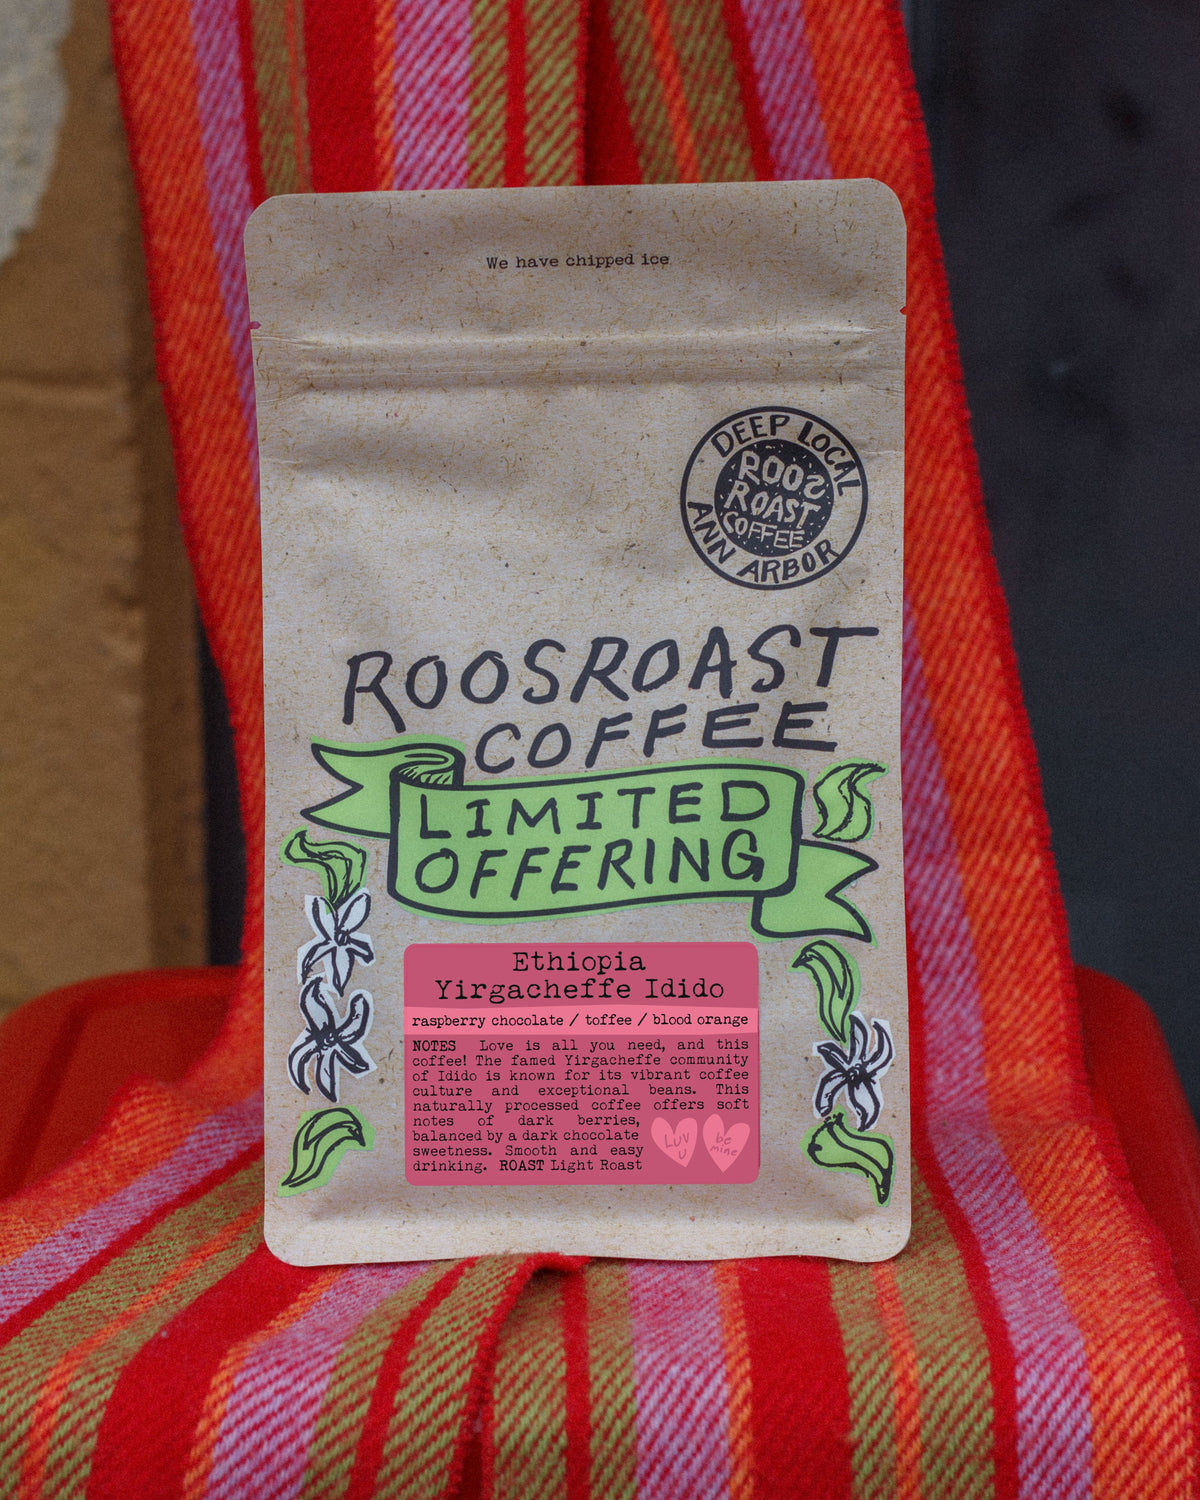 We have chipped ice
DEEP LOCAL
ROOS
ROAST
COFFEE
ANN ARBOR
ROOSROAST
COFFEE
LIMITED
OFFERING
Ethiopia
Yirgacheffe Idido
raspberry chocolate / toffee / blood orange
NOTES Love is all you need, and this
coffee! The famed Yirgacheffe community
of Idido is known for its vibrant coffee
culture and exceptional beans. This
naturally processed coffee offers soft
notes of dark berries,
balanced by a dark chocolate
sweetness. Smooth and easy
drinking. ROAST Light Roast
LUV
U
be
mine